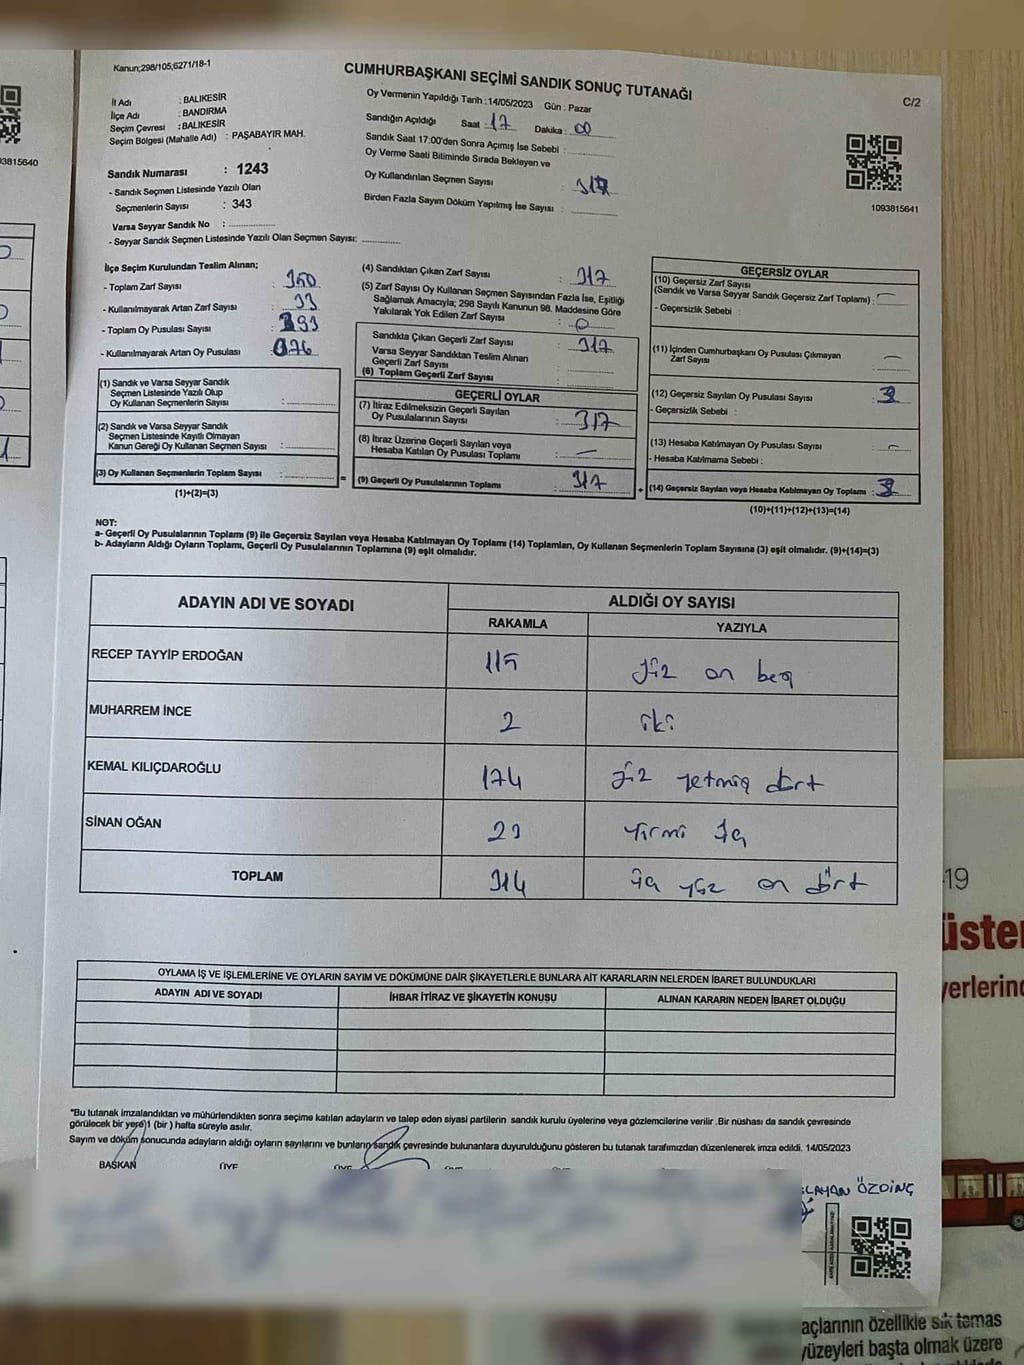 Kanun;298/105;6271/18-1
CUMHURBAŞKANI SEÇİMİ SANDIK SONUÇ TUTANAĞI
C/2
İl Adı : BALIKESİR
İlçe Adı : BANDIRMA
Seçim Çevresi : BALIKESİR
Seçim Bölgesi (Mahalle Adı) : PAŞABAYIR MAH.
Sandık Numarası : 1243
- Sandık Seçmen Listesinde Yazılı Olan
Seçmenlerin Sayısı : 343
Varsa Seyyar Sandık No :
- Seyyar Sandık Seçmen Listesinde Yazılı Olan Seçmen Sayısı:
Oy Vermenin Yapıldığı Tarih : 14/05/2023 Gün : Pazar
Sandığın Açıldığı Saat : 17 Dakika : 00
Sandık Saat 17:00'den Sonra Açımış İse Sebebi :
Oy Verme Saati Bitiminde Sırada Bekleyen ve
Oy Kullandırılan Seçmen Sayısı : 317
Birden Fazla Sayım Döküm Yapılmış İse Sayısı :
1093815641
93815640
İlçe Seçim Kurulundan Teslim Alınan;
- Toplam Zarf Sayısı : 350
- Kullanılmayarak Artan Zarf Sayısı : 33
- Toplam Oy Pusulası Sayısı : 393
- Kullanılmayarak Artan Oy Pusulası : 076
(1) Sandık ve Varsa Seyyar Sandık
Seçmen Listesinde Yazılı Olup
Oy Kullanan Seçmenlerin Sayısı :
(2) Sandık ve Varsa Seyyar Sandık
Seçmen Listesinde Kayıtlı Olmayan
Kanun Gereği Oy Kullanan Seçmen Sayısı :
(3) Oy Kullanan Seçmenlerin Toplam Sayısı :
(1)+(2)=(3)
(4) Sandıktan Çıkan Zarf Sayısı : 317
(5) Zarf Sayısı Oy Kullanan Seçmen Sayısından Fazla İse, Eşitliği
Sağlamak Amacıyla; 298 Sayılı Kanunun 98. Maddesine Göre
Yakılarak Yok Edilen Zarf Sayısı : 0
Sandıkta Çıkan Geçerli Zarf Sayısı : 317
Varsa Seyyar Sandıktan Teslim Alınan
Geçerli Zarf Sayısı :
(6) Toplam Geçerli Zarf Sayısı :
GEÇERLİ OYLAR
(7) İtiraz Edilmeksizin Geçerli Sayılan
Oy Pusulalarının Sayısı : 317
(8) İtiraz Üzerine Geçerli Sayılan veya
Hesaba Katılan Oy Pusulası Toplamı : —
(9) Geçerli Oy Pusulalarının Toplamı : 317
GEÇERSİZ OYLAR
(10) Geçersiz Zarf Sayısı
(Sandık ve Varsa Seyyar Sandık Geçersiz Zarf Toplamı) : —
- Geçersizlik Sebebi :
(11) İçinden Cumhurbaşkanı Oy Pusulası Çıkmayan
Zarf Sayısı : —
(12) Geçersiz Sayılan Oy Pusulası Sayısı : 3
- Geçersizlik Sebebi :
(13) Hesaba Katılmayan Oy Pusulası Sayısı : —
- Hesaba Katılmama Sebebi :
(14) Geçersiz Sayılan veya Hesaba Katılmayan Oy Toplamı : 3
(10)+(11)+(12)+(13)=(14)
NOT:
a- Geçerli Oy Pusulalarının Toplamı (9) ile Geçersiz Sayılan veya Hesaba Katılmayan Oy Toplamı (14) Toplamları, Oy Kullanan Seçmenlerin Toplam Sayısına (3) eşit olmalıdır. (9)+(14)=(3)
b- Adayların Aldığı Oyların Toplamı, Geçerli Oy Pusulalarının Toplamına (9) eşit olmalıdır.
ADAYIN ADI VE SOYADI ALDIĞI OY SAYISI
RAKAMLA YAZIYLA
RECEP TAYYİP ERDOĞAN 115 yüz on beş
MUHARREM İNCE 2 iki
KEMAL KILIÇDAROĞLU 174 yüz yetmiş dört
SİNAN OĞAN 23 yirmi üç
TOPLAM 314 üç yüz on dört
OYLAMA İŞ VE İŞLEMLERİNE VE OYLARIN SAYIM VE DÖKÜMÜNE DAİR ŞİKAYETLERLE BUNLARA AİT KARARLARIN NELERDEN İBARET BULUNDUKLARI
ADAYIN ADI VE SOYADI İHBAR İTİRAZ VE ŞİKAYETİN KONUSU ALINAN KARARIN NEDEN İBARET OLDUĞU
*Bu tutanak imzalandıktan ve mühürlendikten sonra seçime katılan adayların ve talep eden siyasi partilerin sandık kurulu üyelerine veya gözlemcilerine verilir .Bir nüshası da sandık çevresinde
görülecek bir yere)1 (bir ) hafta süreyle asılır.
Sayım ve döküm sonucunda adayların aldığı oyların sayılarını ve bunların sandık çevresinde bulunanlara duyurulduğunu gösteren bu tutanak tarafımızdan düzenlenerek imza edildi. 14/05/2023
BAŞKAN ÜYE ÜYE
ÖZDİNÇ
19
üster
yerlerind
açlarının özellikle sık temas
yüzeyleri başta olmak üzere